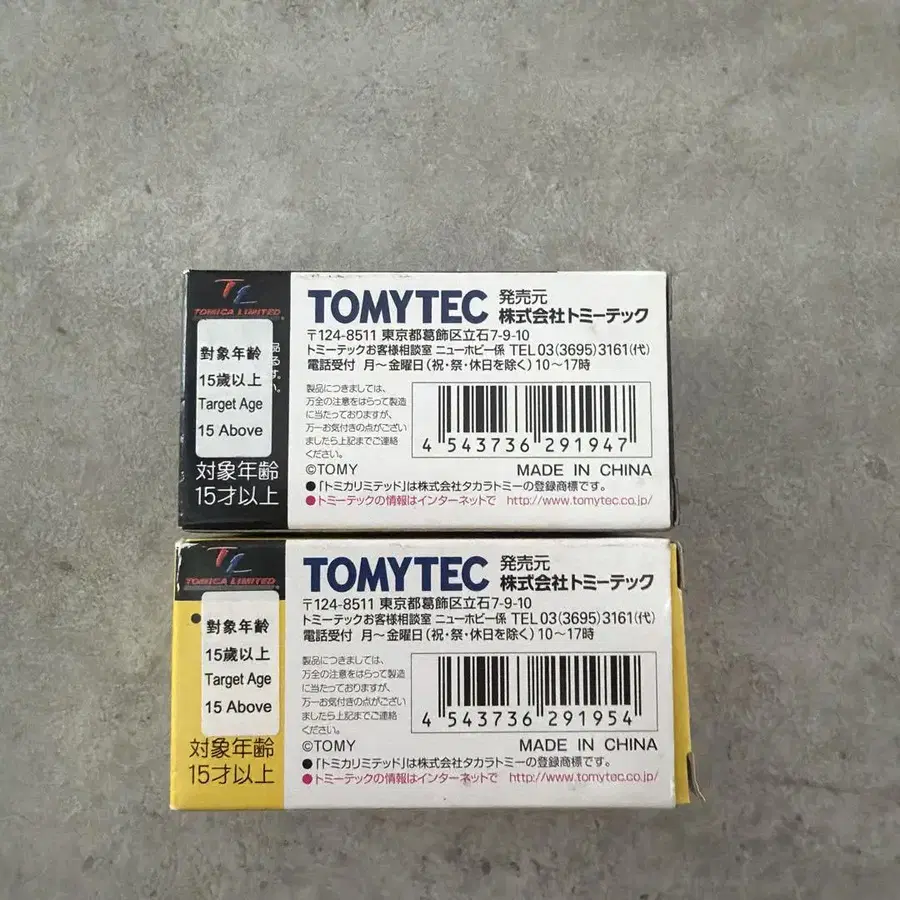 TL
TOMICA LIMITED
TOMYTEC
発売元
株式会社トミーテック
〒124-8511 東京都葛飾区立石7-9-10
トミーテックお客様相談室 ニューホビー係 TEL 03(3695)3161(代)
電話受付 月～金曜日(祝・祭・休日を除く)10～17時
對象年齡
15歲以上
Target Age
15 Above
対象年齢
15才以上
製品につきましては、
万全の注意をはらって製造
に当たっておりますが、
万一お気付きの点がござい
ましたら上記までご連絡
ください。
4 543736 291947
©TOMY
MADE IN CHINA
●「トミカリミテッド」は株式会社タカラトミーの登録商標です。
●トミーテックの情報はインターネットで http://www.tomytec.co.jp/
TL
TOMICA LIMITED
TOMYTEC
発売元
株式会社トミーテック
〒124-8511 東京都葛飾区立石7-9-10
トミーテックお客様相談室 ニューホビー係 TEL 03(3695)3161(代)
電話受付 月～金曜日(祝・祭・休日を除く)10～17時
對象年齡
15歲以上
Target Age
15 Above
対象年齢
15才以上
製品につきましては、
万全の注意をはらって製造
に当たっておりますが、
万一お気付きの点がござい
ましたら上記までご連絡
ください。
4 543736 291954
©TOMY
MADE IN CHINA
●「トミカリミテッド」は株式会社タカラトミーの登録商標です。
●トミーテックの情報はインターネットで http://www.tomytec.co.jp/